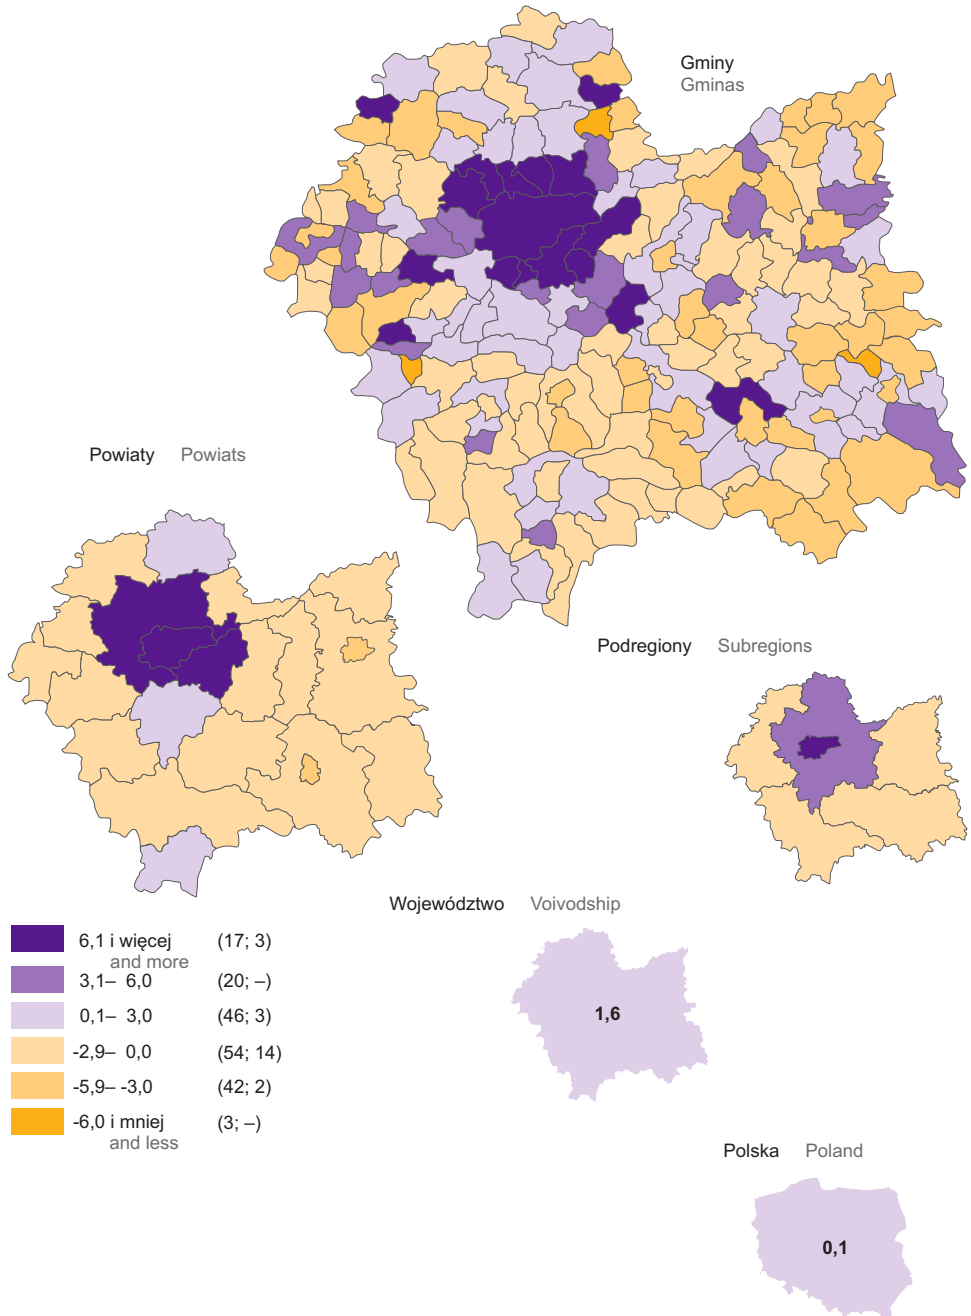 Gminy
Gminas
Powiaty Powiats
Podregiony Subregions
Województwo Voivodship
6,1 i więcej (17; 3)
and more
3,1– 6,0 (20; –)
0,1– 3,0 (46; 3)
-2,9– 0,0 (54; 14)
-5,9– -3,0 (42; 2)
-6,0 i mniej (3; –)
and less
1,6
Polska Poland
0,1